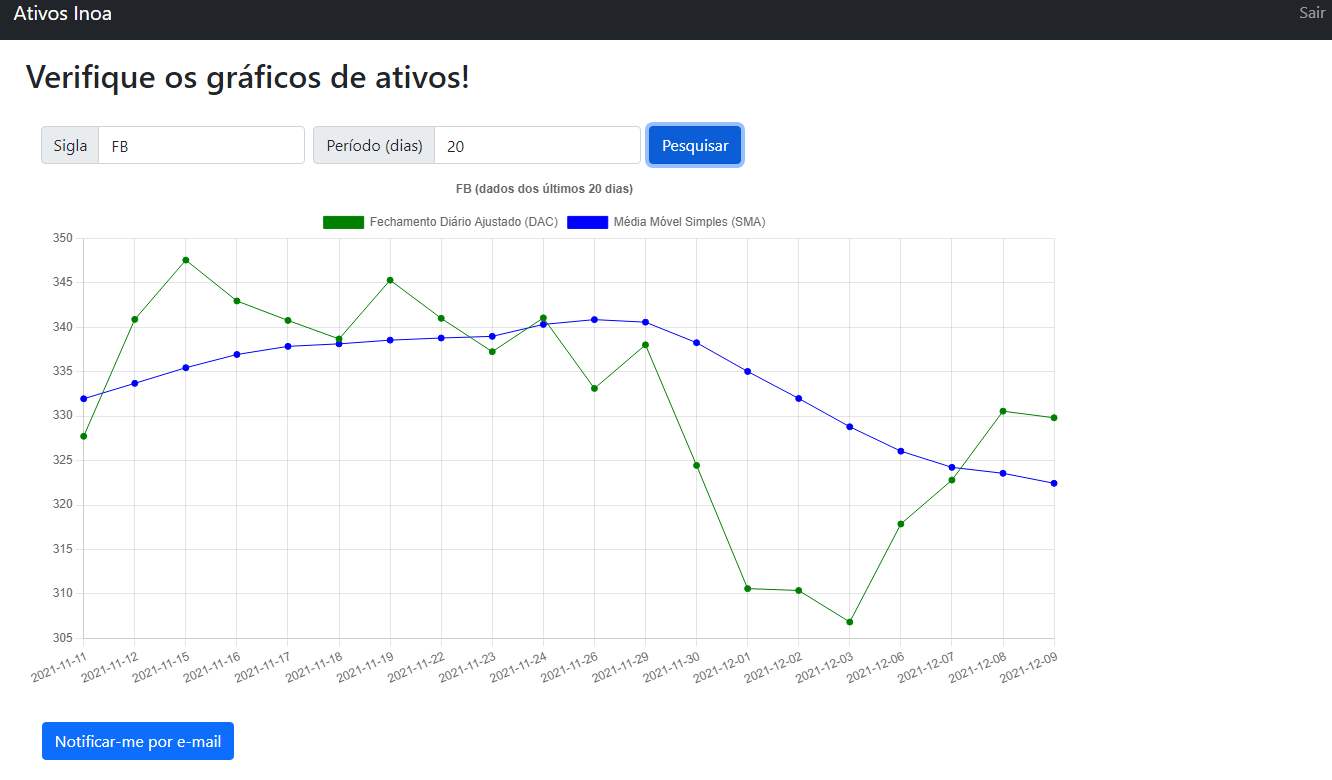 Ativos Inoa Sair
Verifique os gráficos de ativos!
Sigla FB Período (dias) 20 Pesquisar
FB (dados dos últimos 20 dias)
Fechamento Diário Ajustado (DAC) Média Móvel Simples (SMA)
350
345
340
335
330
325
320
315
310
305
2021-11-11 2021-11-12 2021-11-15 2021-11-16 2021-11-17 2021-11-18 2021-11-19 2021-11-22 2021-11-23 2021-11-24 2021-11-26 2021-11-29 2021-11-30 2021-12-01 2021-12-02 2021-12-03 2021-12-06 2021-12-07 2021-12-08 2021-12-09
Notificar-me por e-mail